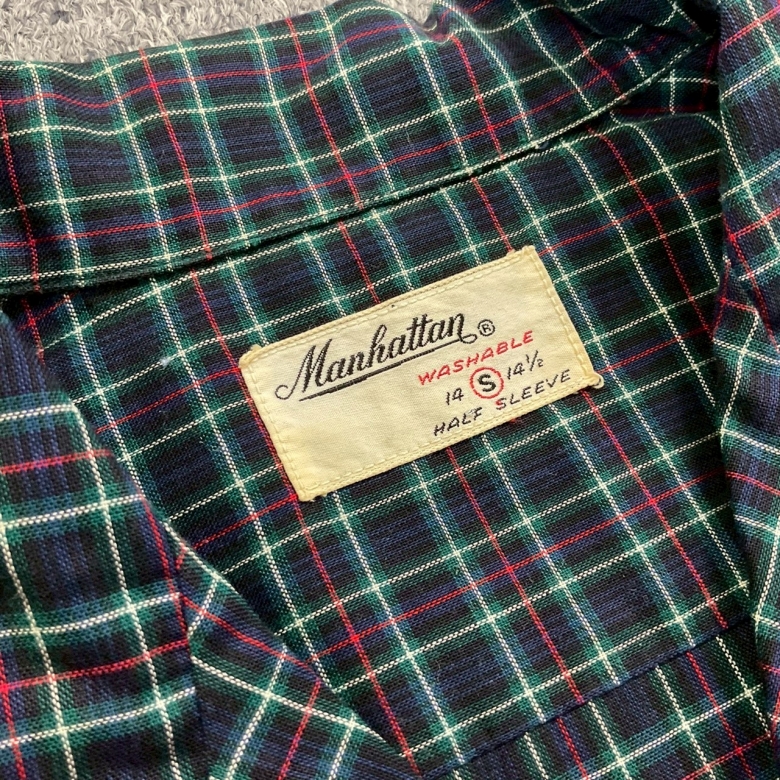 Manhattan®
WASHABLE
14 S 14½
HALF SLEEVE